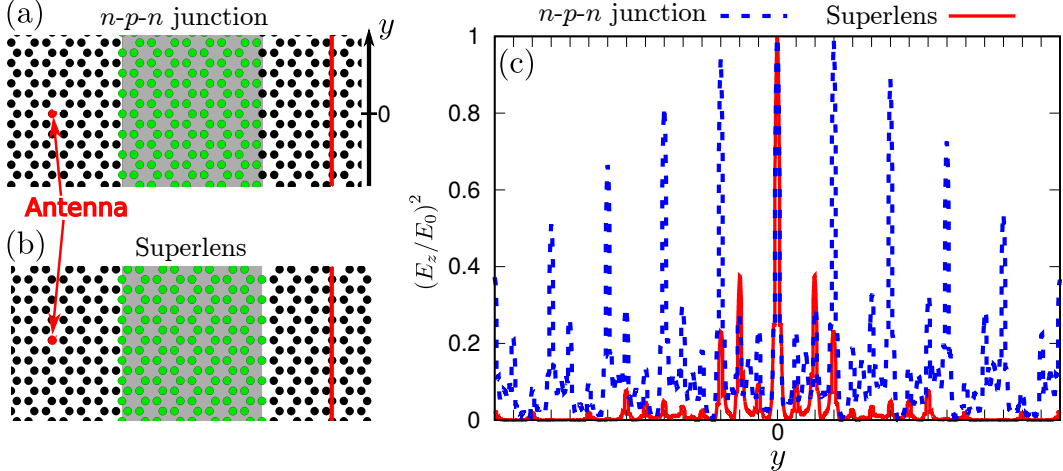 (a)
n-p-n junction
y
0
Antenna
(b)
Superlens
n-p-n junction
Superlens
(c)
1
0.8
0.6
0.4
0.2
0
(E_z/E_0)^2
0
y